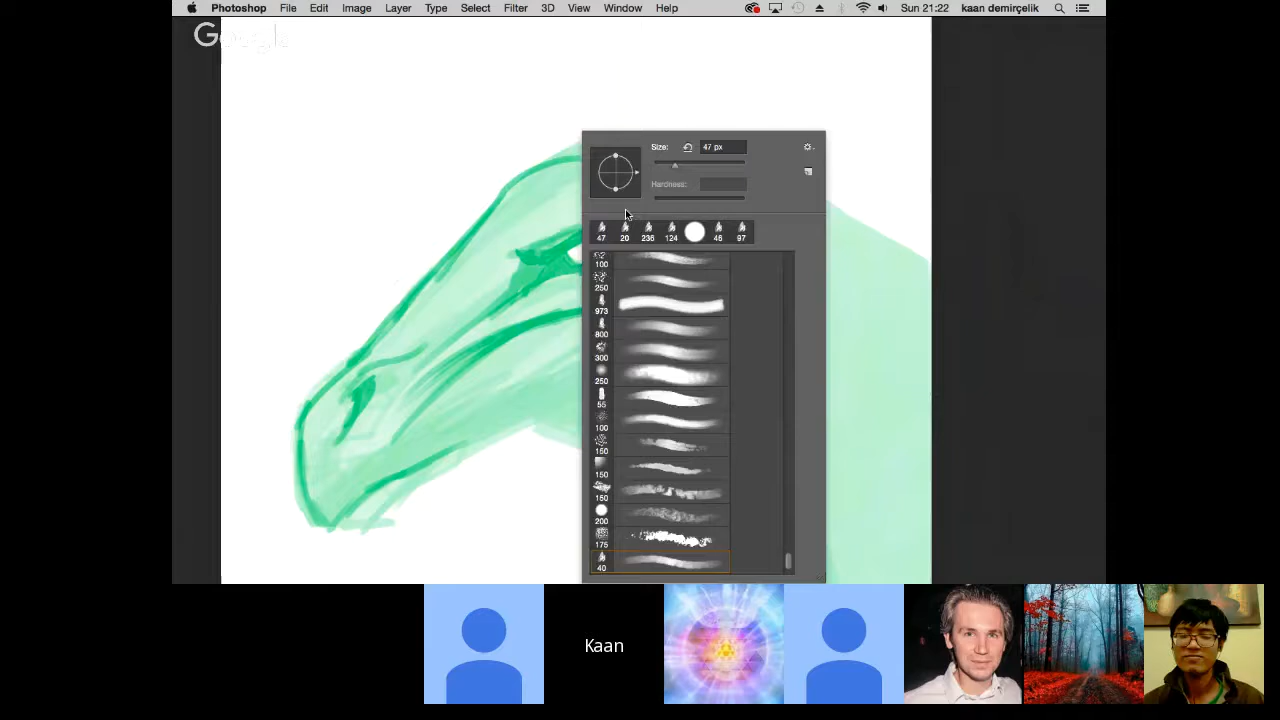 Photoshop File Edit Image Layer Type Select Filter 3D View Window Help Sun 21:22 kaan demirçelik
Google
Size: 47 px
Hardness:
47 20 236 124 46 97
100
250
973
800
300
250
55
100
150
150
150
200
175
40
Kaan